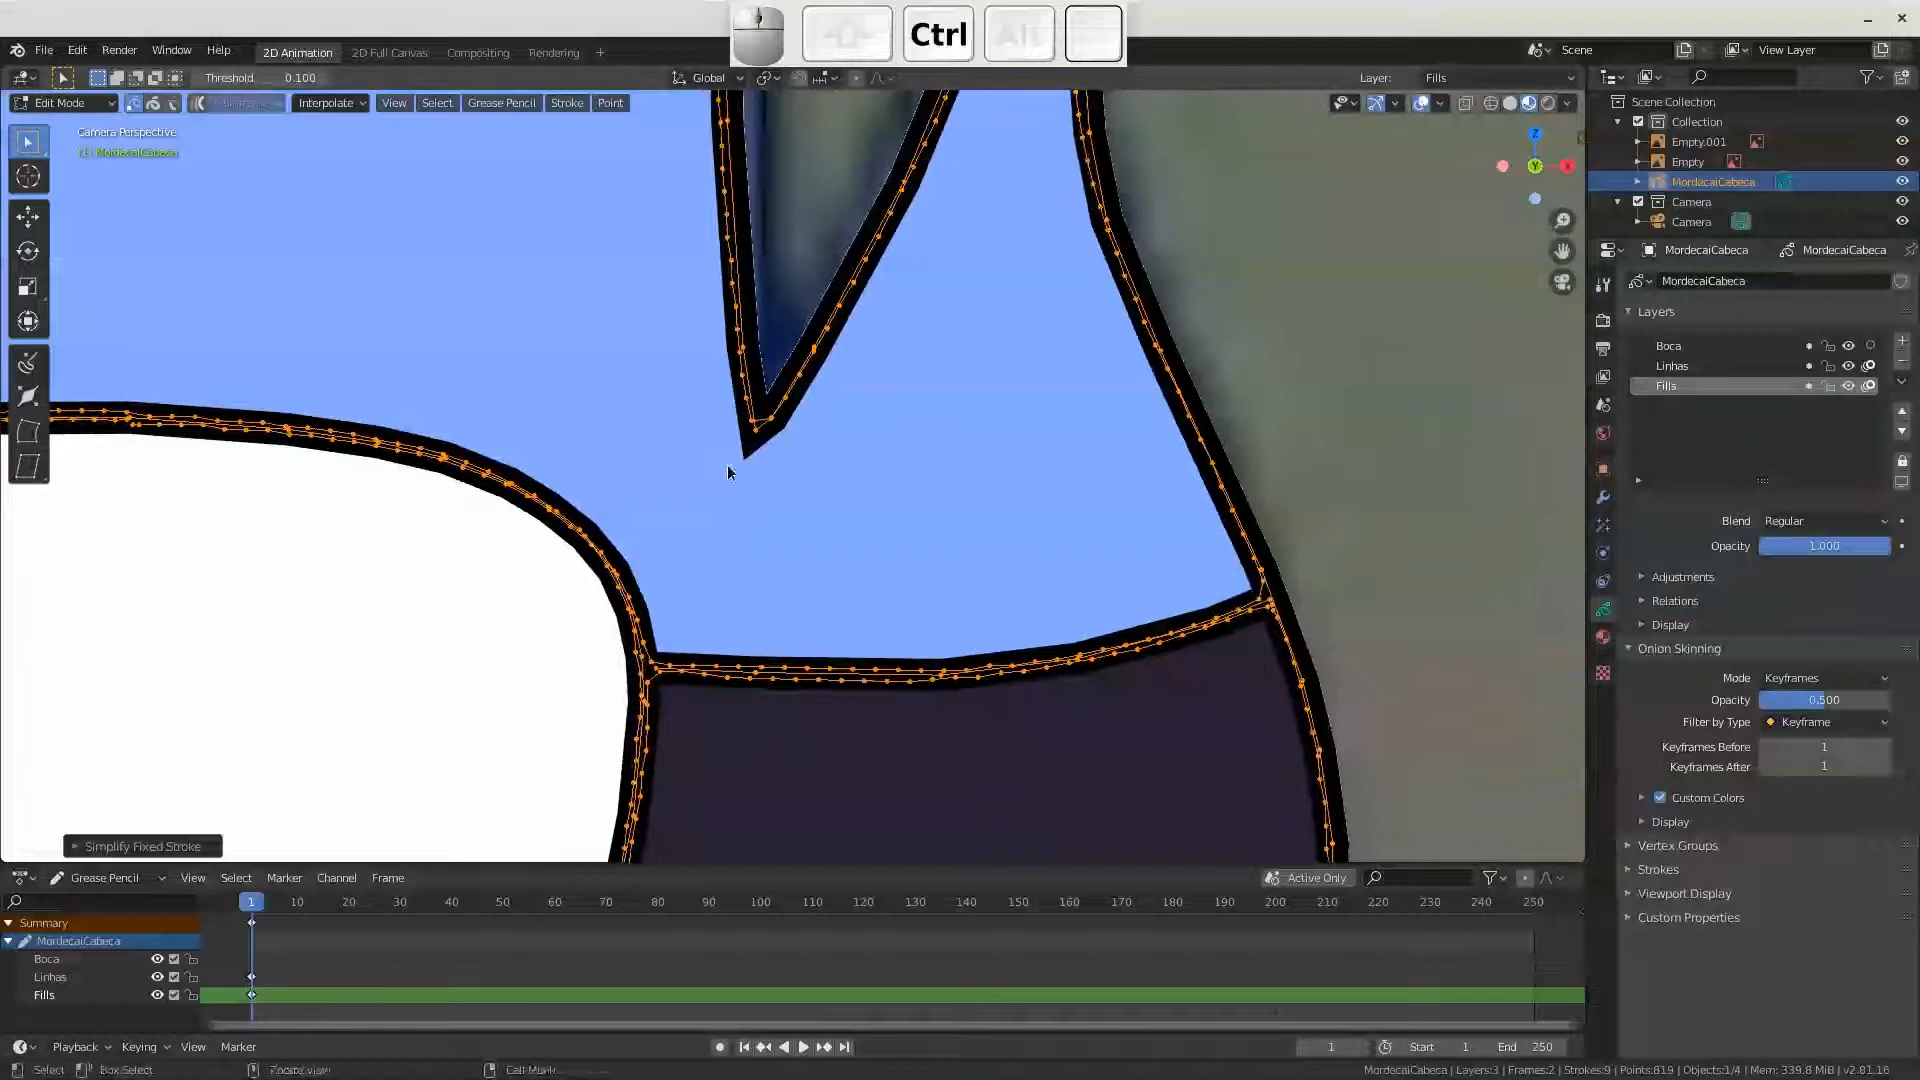 Ctrl
Alt
File Edit Render Window Help 2D Animation 2D Full Canvas Compositing Rendering + Scene View Layer
Threshold 0.100 Global Layer: Fills
Edit Mode Interpolate View Select Grease Pencil Stroke Point
Camera Perspective
(1) MordecaiCabeca
Z
Y
X
Scene Collection
Collection
Empty.001
Empty
MordecaiCabeca
Camera
Camera
MordecaiCabeca MordecaiCabeca
MordecaiCabeca
Layers
Boca
Linhas
Fills
Blend Regular
Opacity 1.000
Adjustments
Relations
Display
Onion Skinning
Mode Keyframes
Opacity 0.500
Filter by Type Keyframe
Keyframes Before 1
Keyframes After 1
Custom Colors
Display
Vertex Groups
Strokes
Viewport Display
Custom Properties
Simplify Fixed Stroke
Grease Pencil View Select Marker Channel Frame Active Only
1 10 20 30 40 50 60 70 80 90 100 110 120 130 140 150 160 170 180 190 200 210 220 230 240 250
Summary
MordecaiCabeca
Boca
Linhas
Fills
Playback Keying View Marker 1 Start 1 End 250
Select Box Select MordecaiCabeca | Layers:3 | Frames:2 | Strokes:9 | Points:819 | Objects:1/4 | Mem: 339.8 MiB | v2.81.16